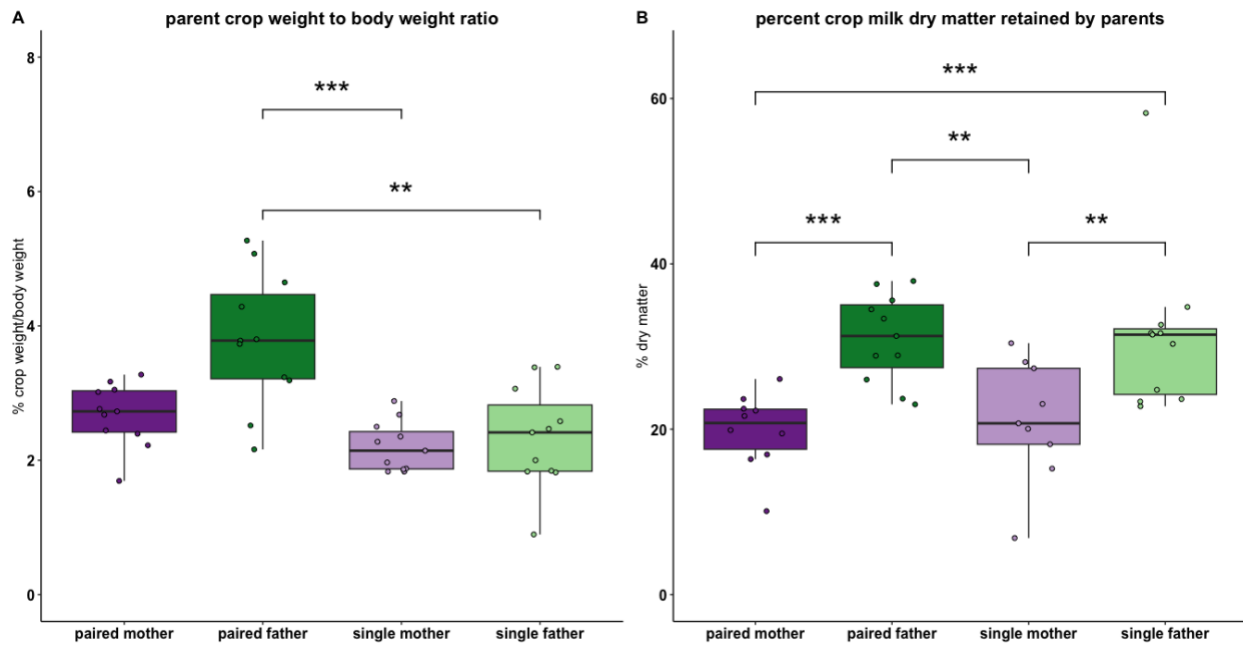 A
parent crop weight to body weight ratio
8
6
4
2
0
% crop weight/body weight
***
**
paired mother
paired father
single mother
single father
B
percent crop milk dry matter retained by parents
60
40
20
0
% dry matter
***
**
***
**
paired mother
paired father
single mother
single father